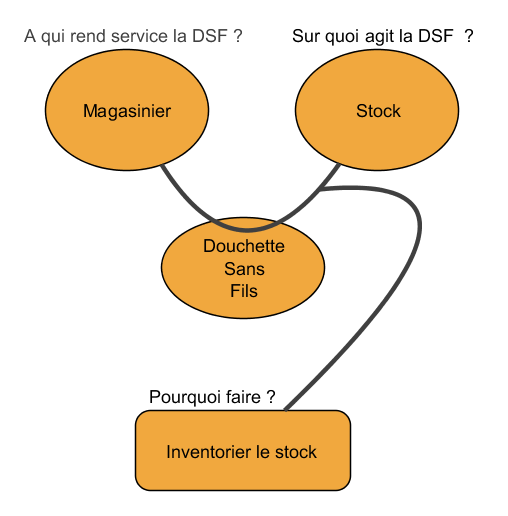 A qui rend service la DSF ?
Sur quoi agit la DSF ?
Magasinier
Stock
Douchette
Sans
Fils
Pourquoi faire ?
Inventorier le stock